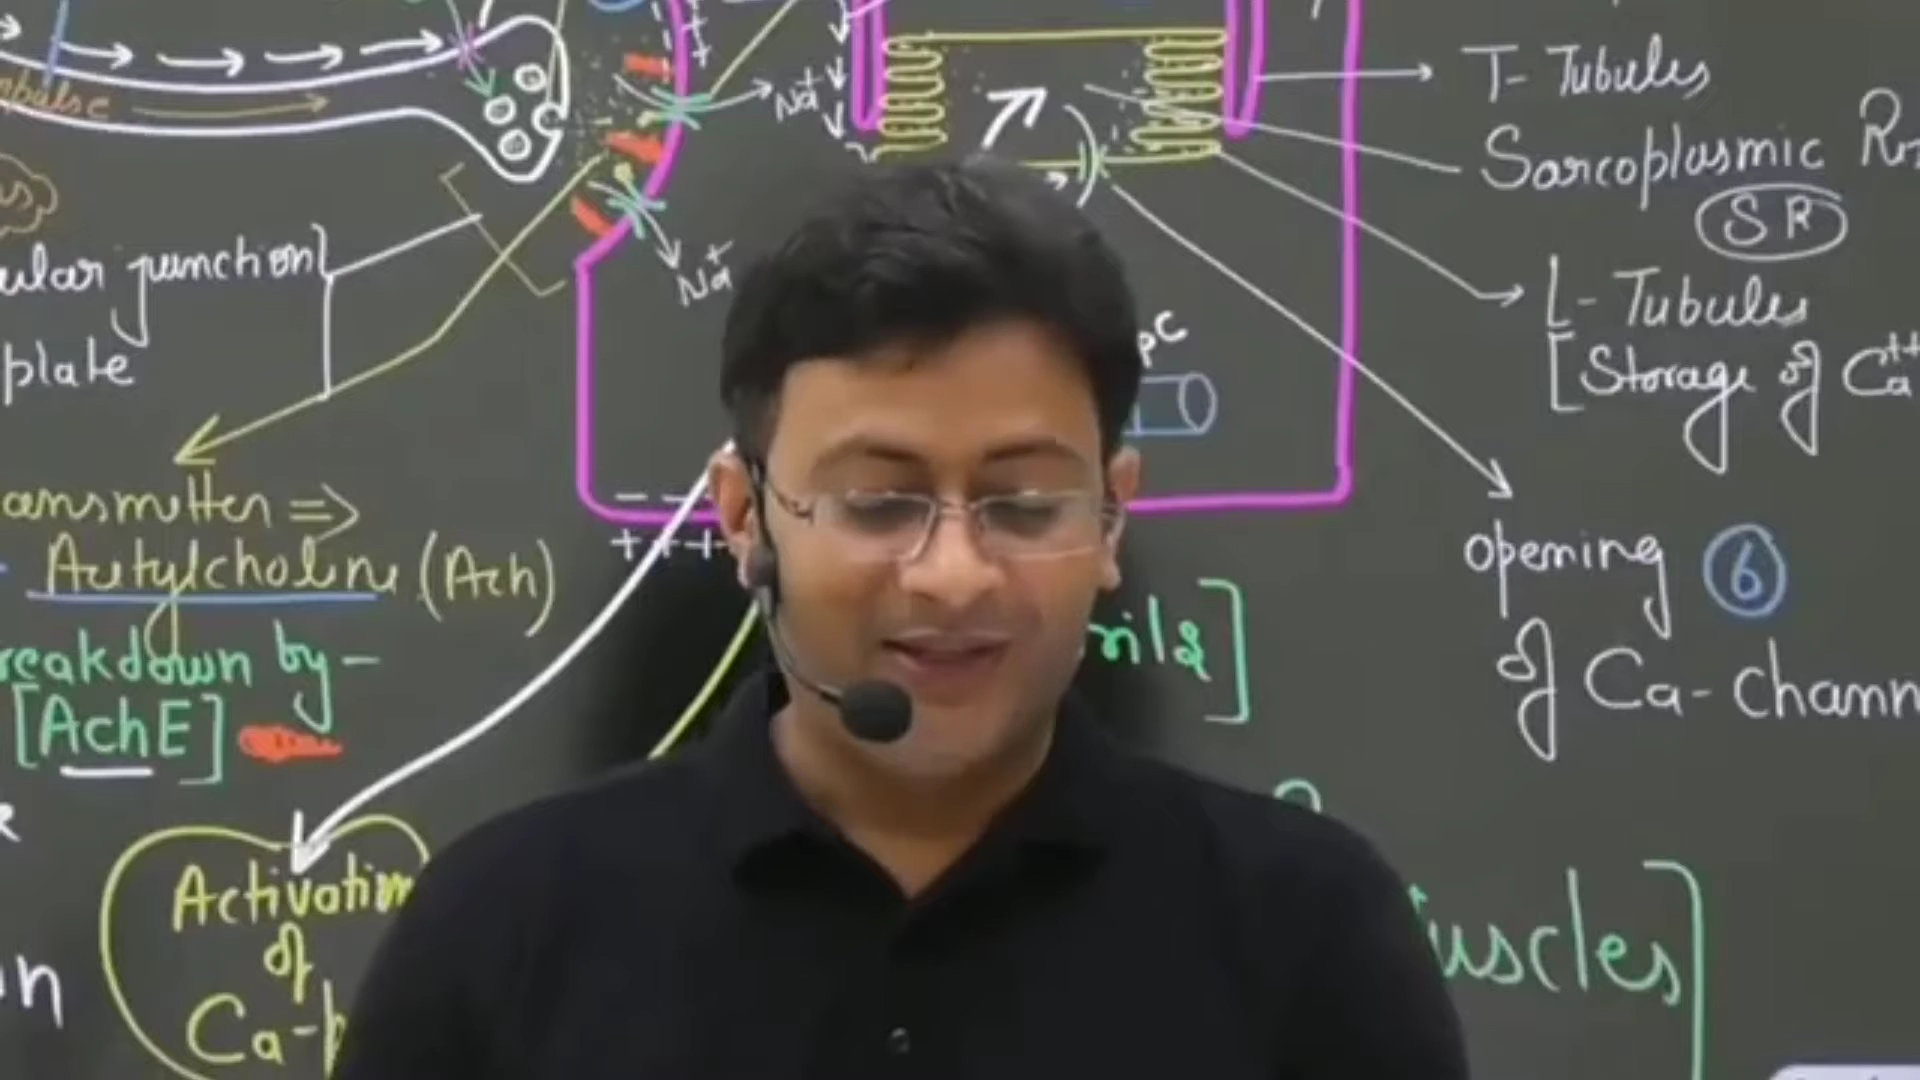 T- Tubules
Na+
Sarcoplasmic
SR
ular junction]
Na+
L- Tubules
plate
[Storage of Ca++
ansmitter ⇒
Acetylcholine (Ach)
- - 
+ + +
opening 6
reakdown by-
of Ca- chann
[AchE]
Activation
of
Ca-p
uscles]